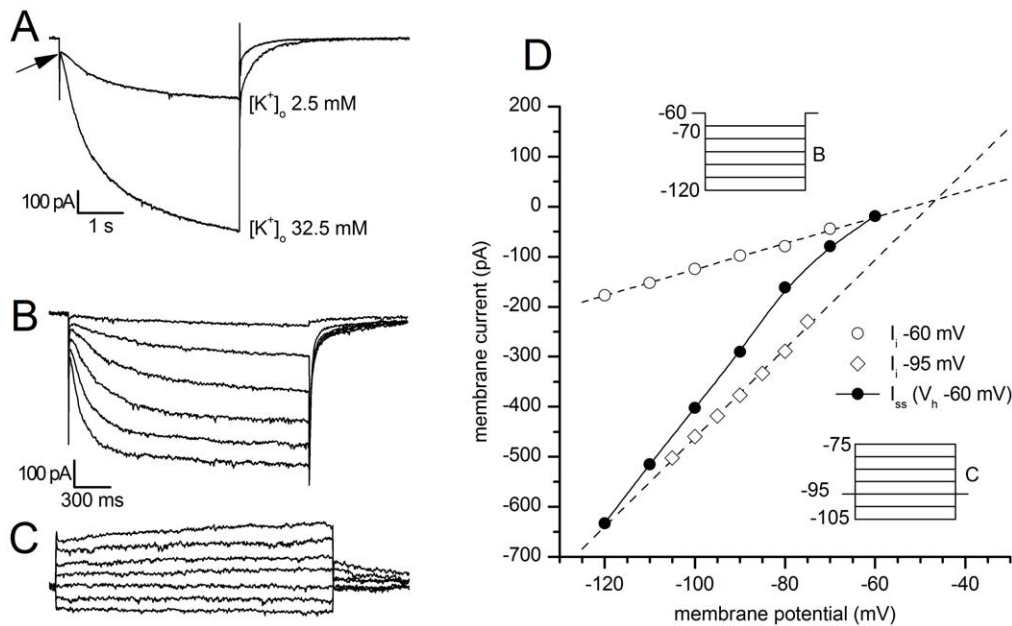 A
[K+]o 2.5 mM
100 pA
1 s
[K+]o 32.5 mM
B
100 pA
300 ms
C
D
200
100
0
-100
-200
-300
-400
-500
-600
-700
membrane current (pA)
-60
-70
B
-120
Ii -60 mV
Ii -95 mV
Iss (Vh -60 mV)
-75
-95
C
-105
-120
-100
-80
-60
-40
membrane potential (mV)